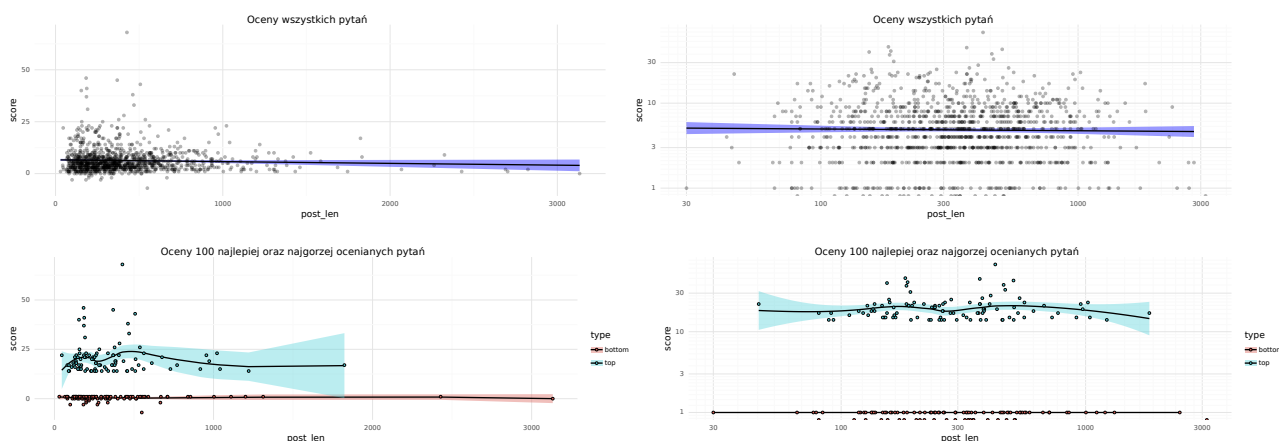 Oceny wszystkich pytań
score
50
25
0
0
1000
2000
3000
post_len
Oceny wszystkich pytań
score
30
10
3
1
30
100
300
1000
3000
post_len
Oceny 100 najlepiej oraz najgorzej ocenianych pytań
score
50
25
0
0
1000
2000
3000
post_len
type
bottom
top
Oceny 100 najlepiej oraz najgorzej ocenianych pytań
score
30
10
3
1
30
100
300
1000
3000
post_len
type
bottom
top